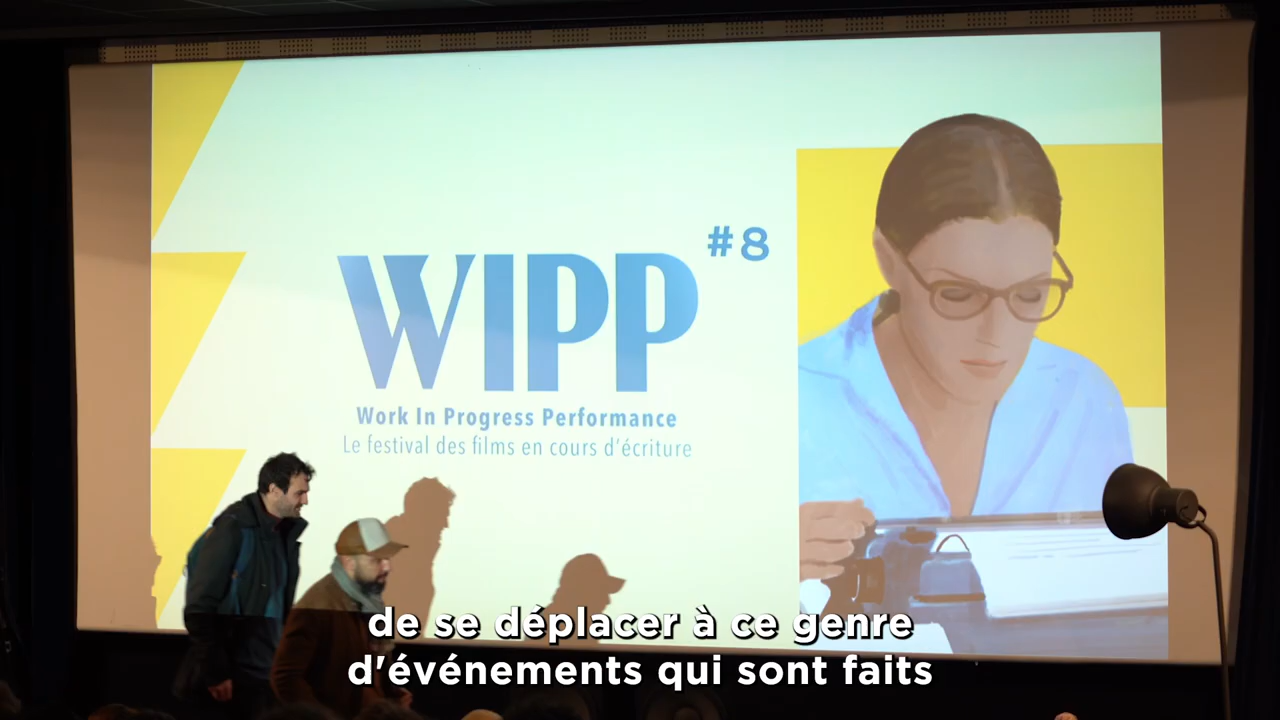 #8
WIPP
Work In Progress Performance
Le festival des films en cours d'écriture
de se déplacer à ce genre
d'événements qui sont faits